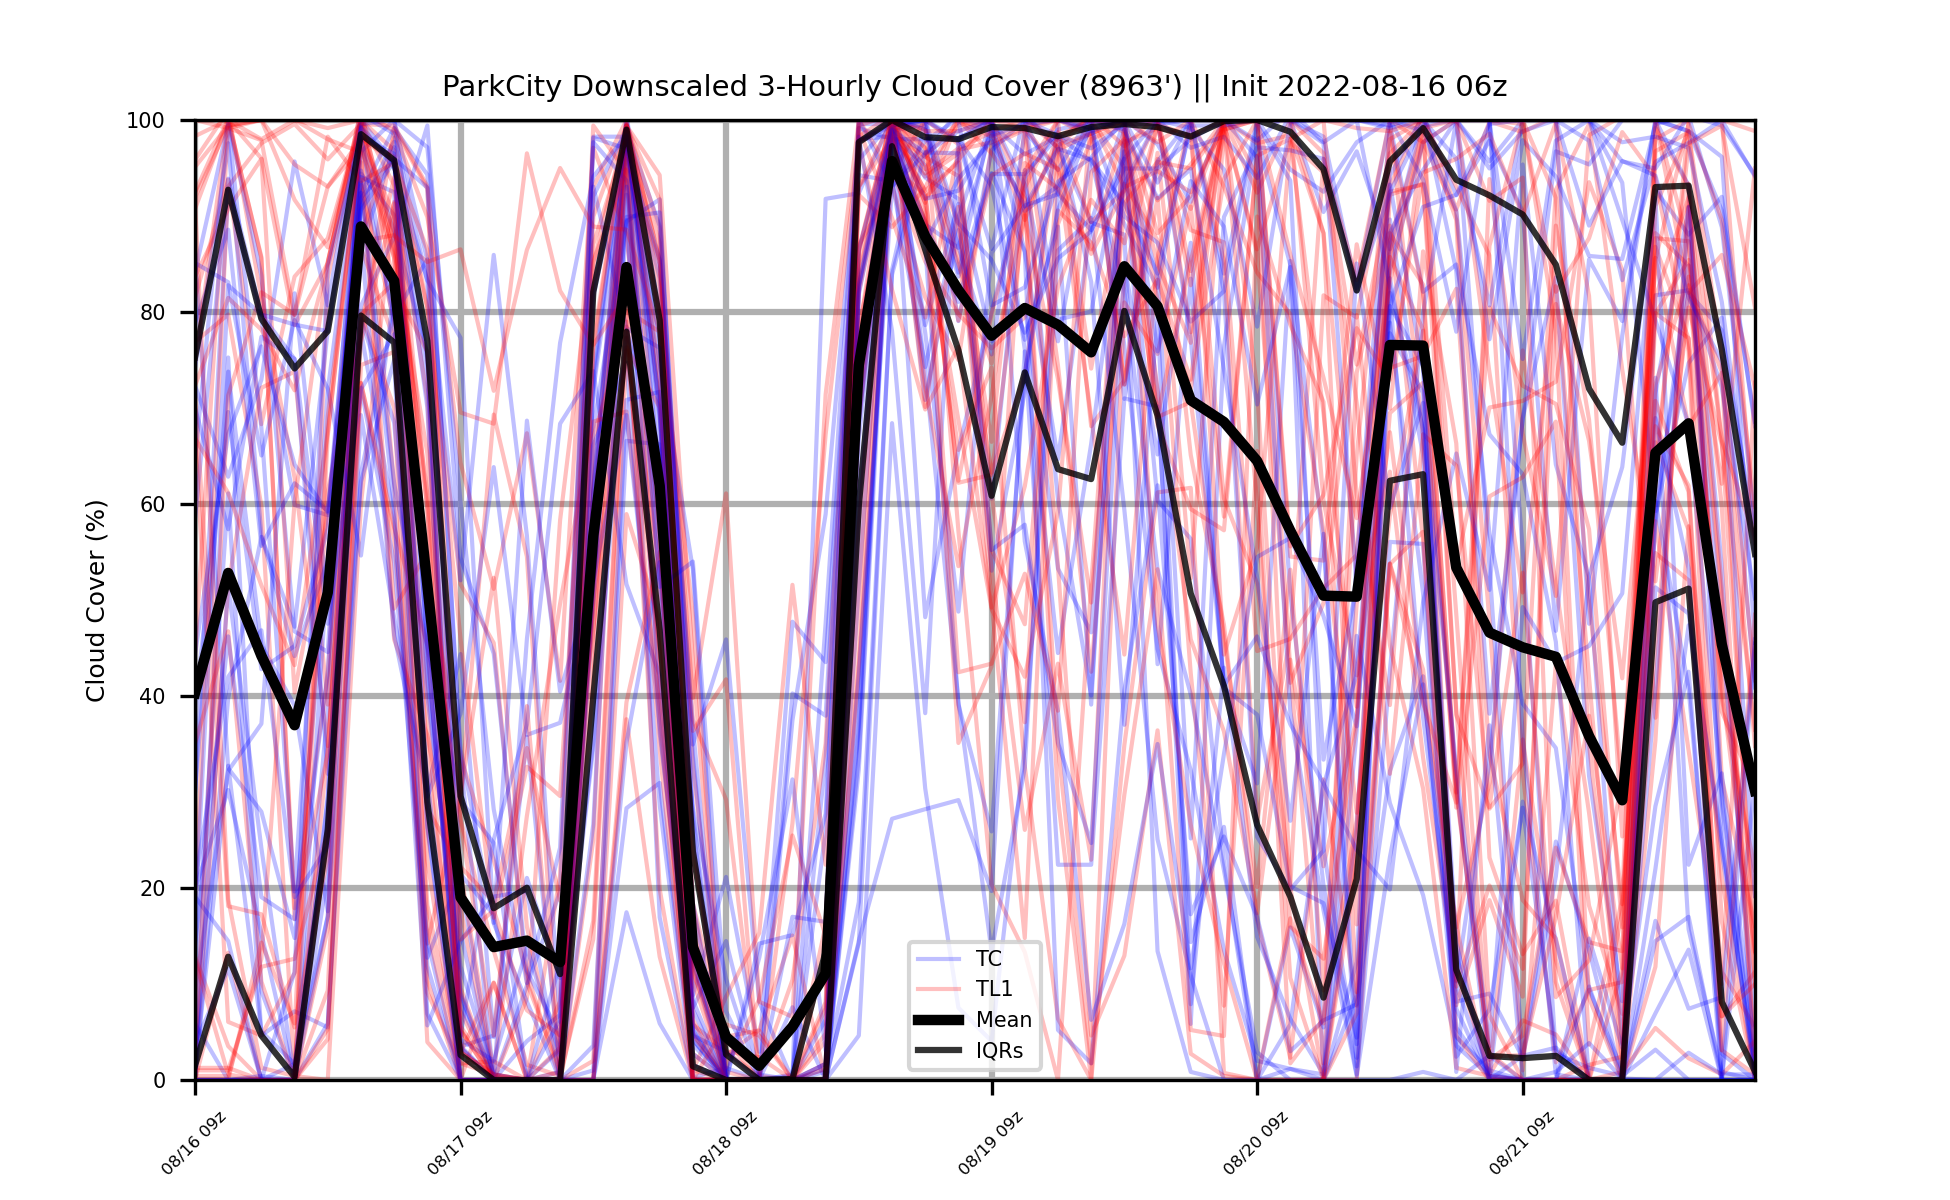 ParkCity Downscaled 3-Hourly Cloud Cover (8963') || Init 2022-08-16 06z
Cloud Cover (%)
100
80
60
40
20
0
TC
TL1
Mean
IQRs
08/16 09z
08/17 09z
08/18 09z
08/19 09z
08/20 09z
08/21 09z